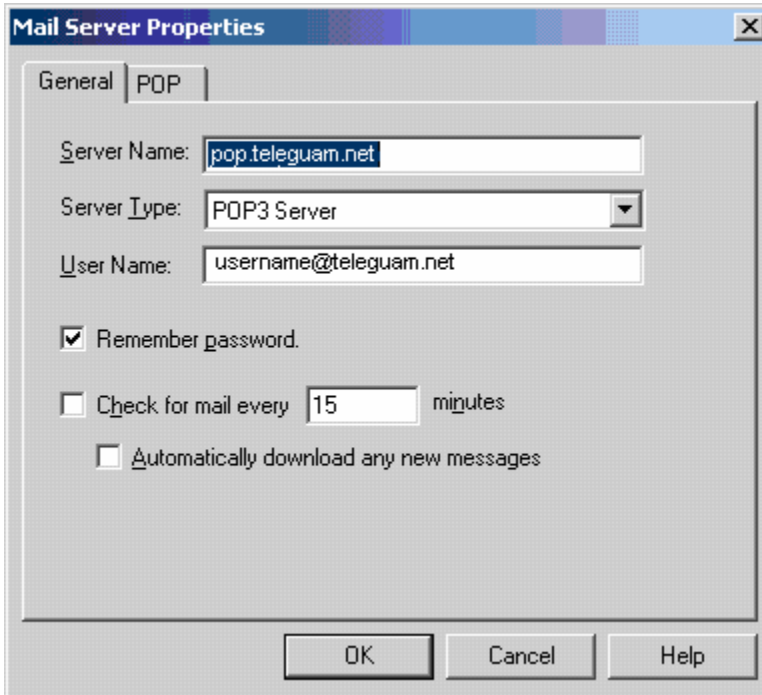 Mail Server Properties
General POP
Server Name: pop.teleguam.net
Server Type: POP3 Server
User Name: username@teleguam.net
Remember password.
Check for mail every 15 minutes
Automatically download any new messages
OK Cancel Help